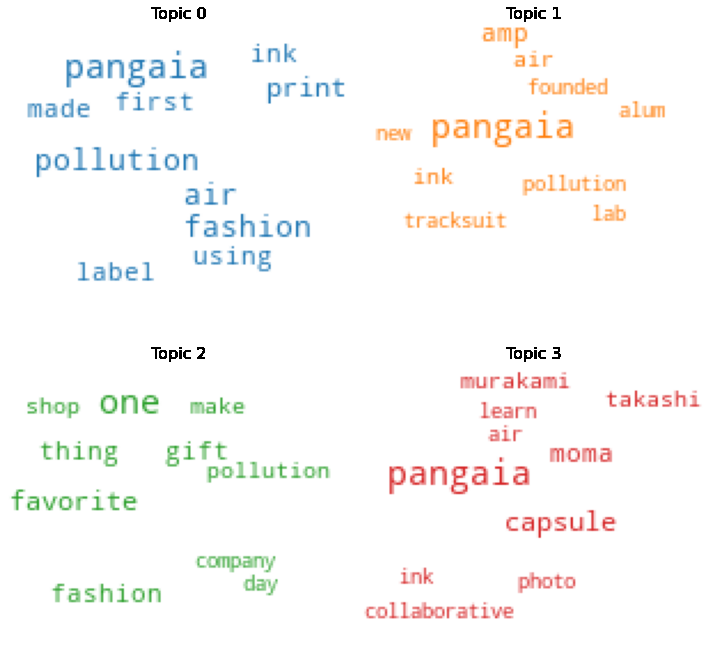 Topic 0
pangaia
ink
print
made
first
pollution
air
fashion
using
label
Topic 1
amp
air
founded
alum
new
pangaia
ink
pollution
tracksuit
lab
Topic 2
shop
one
make
thing
gift
pollution
favorite
company
day
fashion
Topic 3
murakami
takashi
learn
air
moma
pangaia
capsule
ink
photo
collaborative